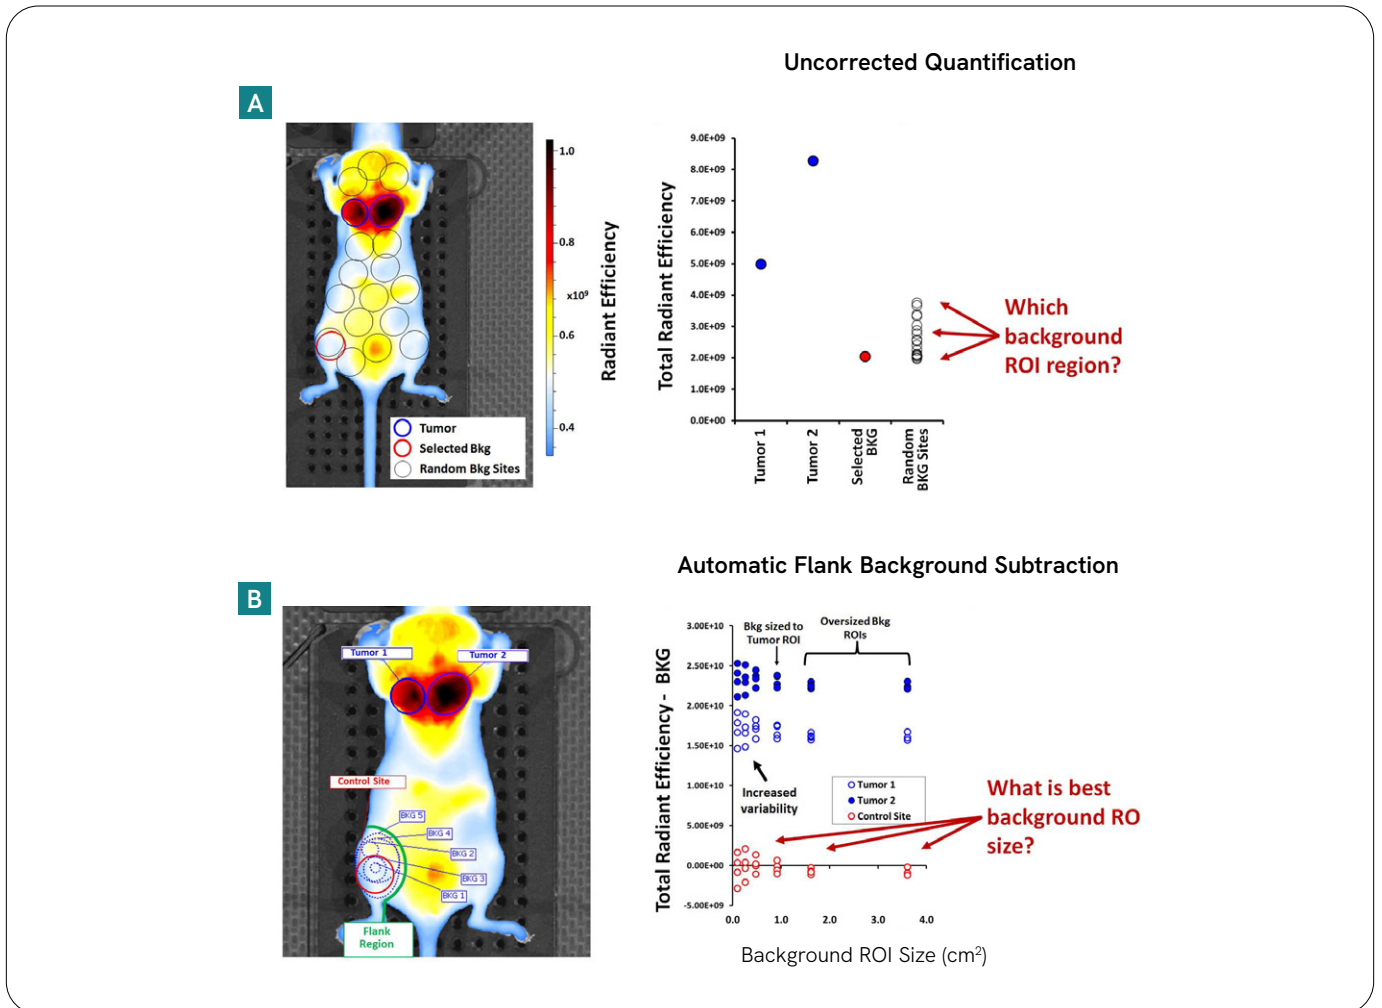 Uncorrected Quantification
A
1.0
0.8
x10⁹
0.6
0.4
Radiant Efficiency
Tumor
Selected Bkg
Random Bkg Sites
Total Radiant Efficiency
9.0E+09
8.0E+09
7.0E+09
6.0E+09
5.0E+09
4.0E+09
3.0E+09
2.0E+09
1.0E+09
0.0E+00
Tumor 1
Tumor 2
Selected
BKG
Random
BKG Sites
Which
background
ROI region?
Automatic Flank Background Subtraction
B
Tumor 1
Tumor 2
Control Site
BKG 5
BKG 4
BKG 2
BKG 3
BKG 1
Flank
Region
Total Radiant Efficiency - BKG
3.00E+10
2.50E+10
2.00E+10
1.50E+10
1.00E+10
5.00E+09
0.00E+00
-5.00E+09
0.0
1.0
2.0
3.0
4.0
Bkg sized to
Tumor ROI
Oversized Bkg
ROIs
Increased
variability
Tumor 1
Tumor 2
Control Site
What is best
background RO
size?
Background ROI Size (cm²)